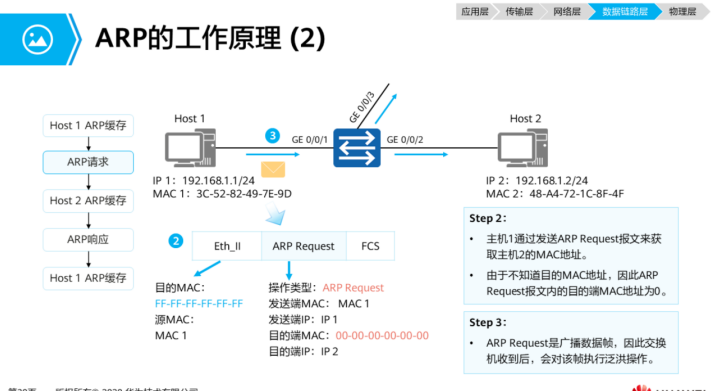 应用层 传输层 网络层 数据链路层 物理层
ARP的工作原理 (2)
Host 1 ARP缓存
ARP请求
Host 2 ARP缓存
ARP响应
Host 1 ARP缓存
Host 1
3
GE 0/0/1
GE 0/0/3
GE 0/0/2
Host 2
IP 1：192.168.1.1/24
MAC 1：3C-52-82-49-7E-9D
IP 2：192.168.1.2/24
MAC 2：48-A4-72-1C-8F-4F
2
Eth_II ARP Request FCS
目的MAC：
FF-FF-FF-FF-FF-FF
源MAC：
MAC 1
操作类型：ARP Request
发送端MAC： MAC 1
发送端IP：IP 1
目的端MAC：00-00-00-00-00-00
目的端IP：IP 2
Step 2：
• 主机1通过发送ARP Request报文来获
取主机2的MAC地址。
• 由于不知道目的MAC地址，因此ARP
Request报文内的目的端MAC地址为0。
Step 3：
• ARP Request是广播数据帧，因此交换
机收到后，会对该帧执行泛洪操作。